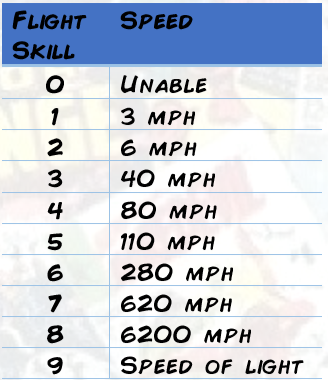 Flight Skill Speed
0 Unable
1 3 mph
2 6 mph
3 40 mph
4 80 mph
5 110 mph
6 280 mph
7 620 mph
8 6200 mph
9 Speed of light